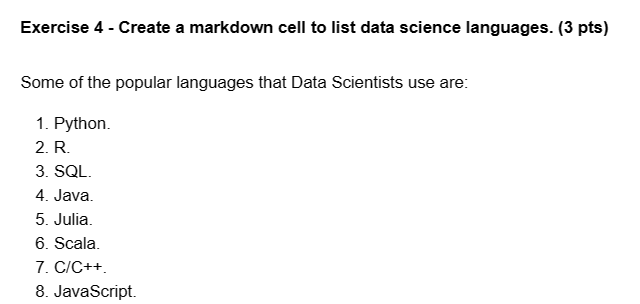 Exercise 4 - Create a markdown cell to list data science languages. (3 pts)
Some of the popular languages that Data Scientists use are:
1. Python.
2. R.
3. SQL.
4. Java.
5. Julia.
6. Scala.
7. C/C++.
8. JavaScript.